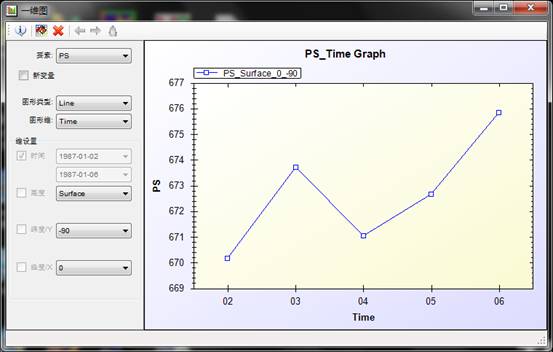 一维图
要素: PS
新变量
图形类型: Line
图形维: Time
维设置
时间 1987-01-02
1987-01-06
高度 Surface
纬度/Y -90
经度/X 0
PS_Time Graph
PS_Surface_0_-90
677
676
675
674
673
672
671
670
669
PS
02 03 04 05 06
Time